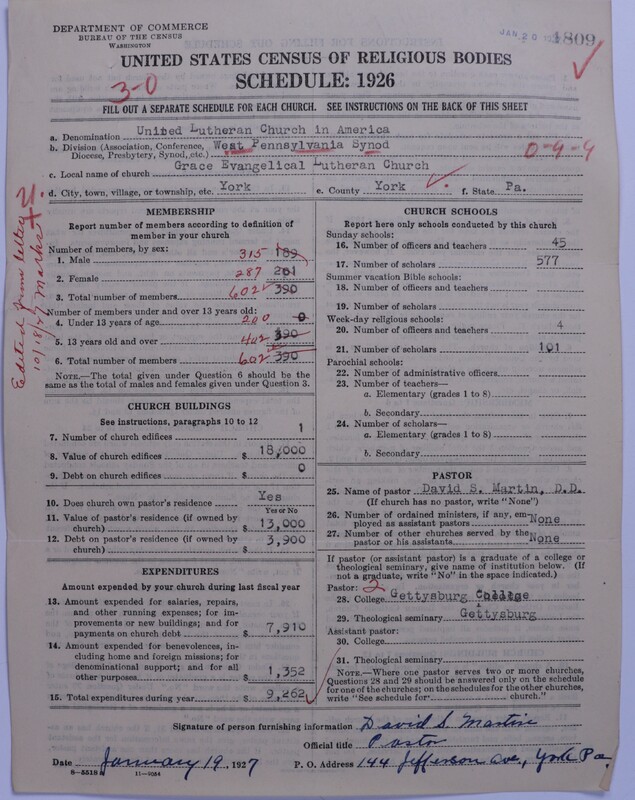 DEPARTMENT OF COMMERCE
BUREAU OF THE CENSUS
WASHINGTON
JAN 20
1809
UNITED STATES CENSUS OF RELIGIOUS BODIES
SCHEDULE: 1926
3-0
FILL OUT A SEPARATE SCHEDULE FOR EACH CHURCH. SEE INSTRUCTIONS ON THE BACK OF THIS SHEET
a. Denomination United Lutheran Church in America
b. Division (Association, Conference, Diocese, Presbytery, Synod, etc.) West Pennsylvania Synod
0-4-4
c. Local name of church Grace Evangelical Lutheran Church
d. City, town, village, or township, etc. York e. County York f. State Pa.
Edited from letter
10/18/27 Marks
MEMBERSHIP
Report number of members according to definition of
member in your church
Number of members, by sex:
1. Male 315 189
2. Female 287 201
3. Total number of members 602 390
Number of members under and over 13 years old:
4. Under 13 years of age 200 0
5. 13 years old and over 402 390
6. Total number of members 602 390
NOTE.—The total given under Question 6 should be the
same as the total of males and females given under Question 3.
CHURCH BUILDINGS
See instructions, paragraphs 10 to 12
7. Number of church edifices 1
8. Value of church edifices $ 18,000
9. Debt on church edifices $ 0
10. Does church own pastor's residence Yes
Yes or No
11. Value of pastor's residence (if owned by
church) $ 13,000
12. Debt on pastor's residence (if owned by
church) $ 3,900
EXPENDITURES
Amount expended by your church during last fiscal year
13. Amount expended for salaries, repairs,
and other running expenses; for im-
provements or new buildings; and for
payments on church debt $ 7,910
14. Amount expended for benevolences, in-
cluding home and foreign missions; for
denominational support; and for all
other purposes $ 1,352
15. Total expenditures during year $ 9,262
CHURCH SCHOOLS
Report here only schools conducted by this church
Sunday schools:
16. Number of officers and teachers 45
17. Number of scholars 577
Summer vacation Bible schools:
18. Number of officers and teachers
19. Number of scholars
Week-day religious schools:
20. Number of officers and teachers 4
21. Number of scholars 101
Parochial schools:
22. Number of administrative officers
23. Number of teachers—
a. Elementary (grades 1 to 8)
b. Secondary
24. Number of scholars—
a. Elementary (grades 1 to 8)
b. Secondary
PASTOR
25. Name of pastor David S. Martin, D.D.
(If church has no pastor, write "None")
26. Number of ordained ministers, if any, em-
ployed as assistant pastors None
27. Number of other churches served by the
pastor or his assistants None
If pastor (or assistant pastor) is a graduate of a college or
theological seminary, give name of institution below. (If
not a graduate, write "No" in the space indicated.)
Pastor: 2
28. College Gettysburg College
29. Theological seminary Gettysburg
Assistant pastor:
30. College
31. Theological seminary
NOTE.—Where one pastor serves two or more churches,
Questions 28 and 29 should be answered only on the schedule
for one of the churches; on the schedules for the other churches,
write "See schedule for church."
Signature of person furnishing information David S. Martin
Official title Pastor
Date January 19, 1927 P. O. Address 144 Jefferson Ave., York Pa.
8-5518 11-9084